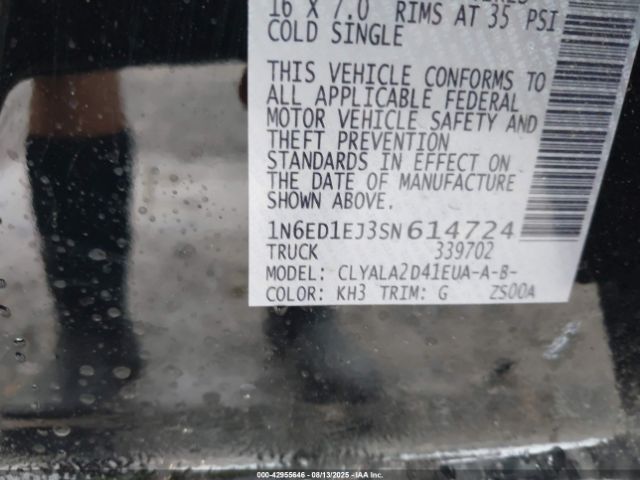 16 X 7.0 RIMS AT 35 PSI
COLD SINGLE
THIS VEHICLE CONFORMS TO
ALL APPLICABLE FEDERAL
MOTOR VEHICLE SAFETY AND
THEFT PREVENTION
STANDARDS IN EFFECT ON
THE DATE OF MANUFACTURE
SHOWN ABOVE.
1N6ED1EJ3SN614724
TRUCK 339702
MODEL: CLYALA2D41EUA-A-B-
COLOR: KH3 TRIM: G ZS00A
000-42955646 - 08/13/2025 - IAA Inc.